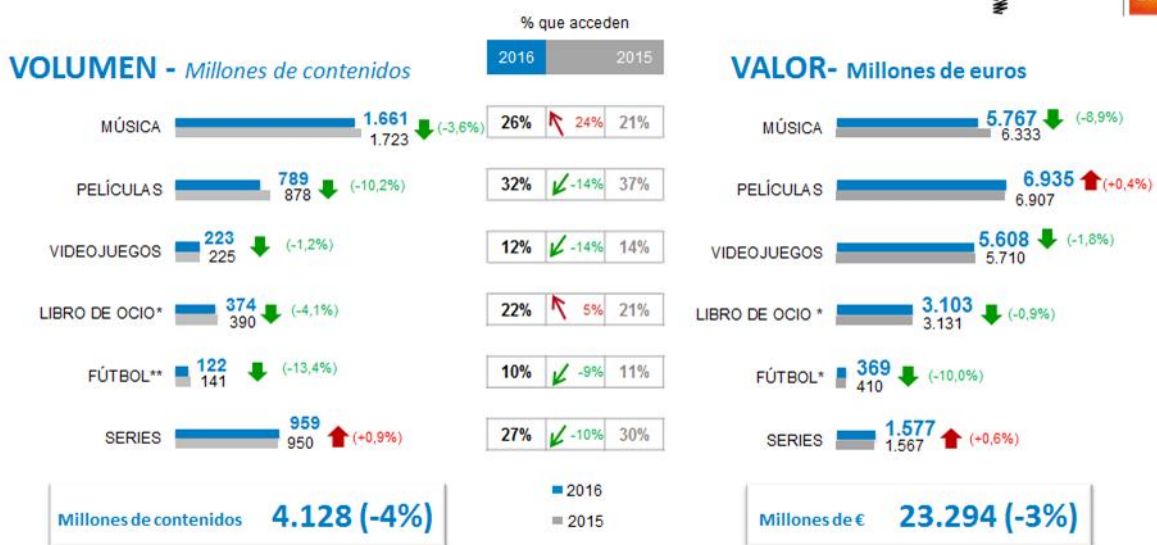 % que acceden
2016 2015
VOLUMEN - Millones de contenidos
MÚSICA 1.661 1.723 (-3,6%)
PELÍCULAS 789 878 (-10,2%)
VIDEOJUEGOS 223 225 (-1,2%)
LIBRO DE OCIO* 374 390 (-4,1%)
FÚTBOL** 122 141 (-13,4%)
SERIES 959 950 (+0,9%)
Millones de contenidos 4.128 (-4%)
26% 24% 21%
32% -14% 37%
12% -14% 14%
22% 5% 21%
10% -9% 11%
27% -10% 30%
2016
2015
VALOR- Millones de euros
MÚSICA 5.767 6.333 (-8,9%)
PELÍCULAS 6.935 6.907 (+0,4%)
VIDEOJUEGOS 5.608 5.710 (-1,8%)
LIBRO DE OCIO * 3.103 3.131 (-0,9%)
FÚTBOL* 369 410 (-10,0%)
SERIES 1.577 1.567 (+0,6%)
Millones de € 23.294 (-3%)